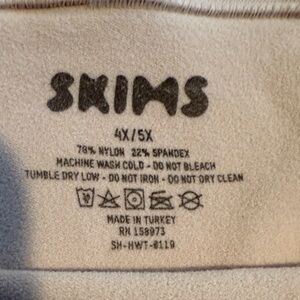 SKIMS
4X/5X
78% NYLON 22% SPANDEX
MACHINE WASH COLD - DO NOT BLEACH
TUMBLE DRY LOW - DO NOT IRON - DO NOT DRY CLEAN
MADE IN TURKEY
RN 158973
SH-HWT-0119